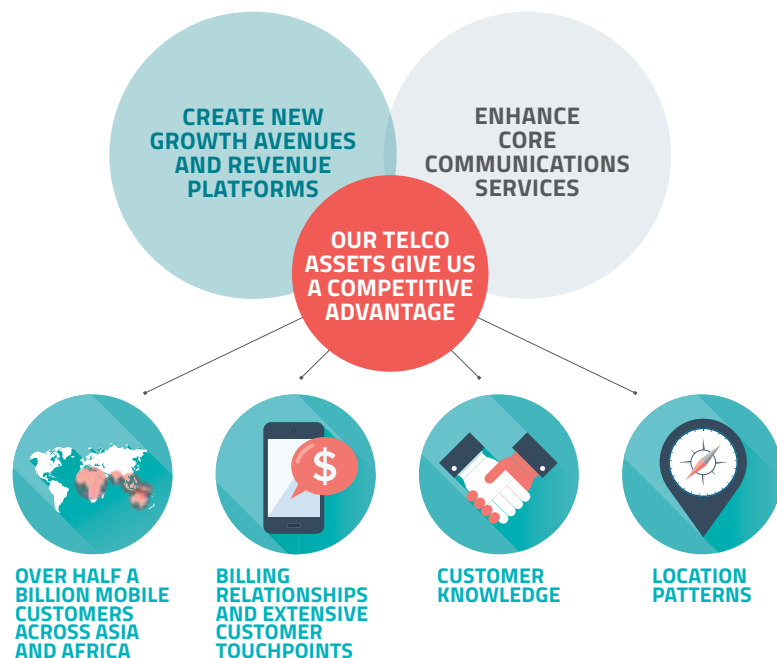 CREATE NEW
GROWTH AVENUES
AND REVENUE
PLATFORMS
ENHANCE
CORE
COMMUNICATIONS
SERVICES
OUR TELCO
ASSETS GIVE US
A COMPETITIVE
ADVANTAGE
$
OVER HALF A
BILLION MOBILE
CUSTOMERS
ACROSS ASIA
AND AFRICA
BILLING
RELATIONSHIPS
AND EXTENSIVE
CUSTOMER
TOUCHPOINTS
CUSTOMER
KNOWLEDGE
LOCATION
PATTERNS